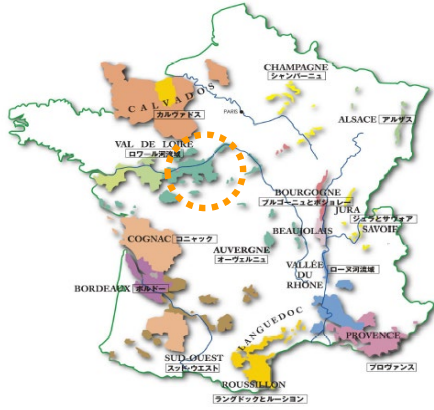 CHAMPAGNE
シャンパーニュ
CALVADOS
カルヴァドス
PARIS
ALSACE アルザス
VAL DE LOIRE
ロワール河流域
BOURGOGNE
ブルゴーニュとボジョレー
JURA
ジュラとサヴォア
SAVOIE
BEAUJOLAIS
COGNAC コニャック
AUVERGNE
オーヴェルニュ
VALLÉE
DU
RHÔNE
ローヌ河流域
BORDEAUX ボルドー
LANGUEDOC
PROVENCE
プロヴァンス
SUD-OUEST
スッド・ウエスト
ROUSSILLON
ラングドックとルーション